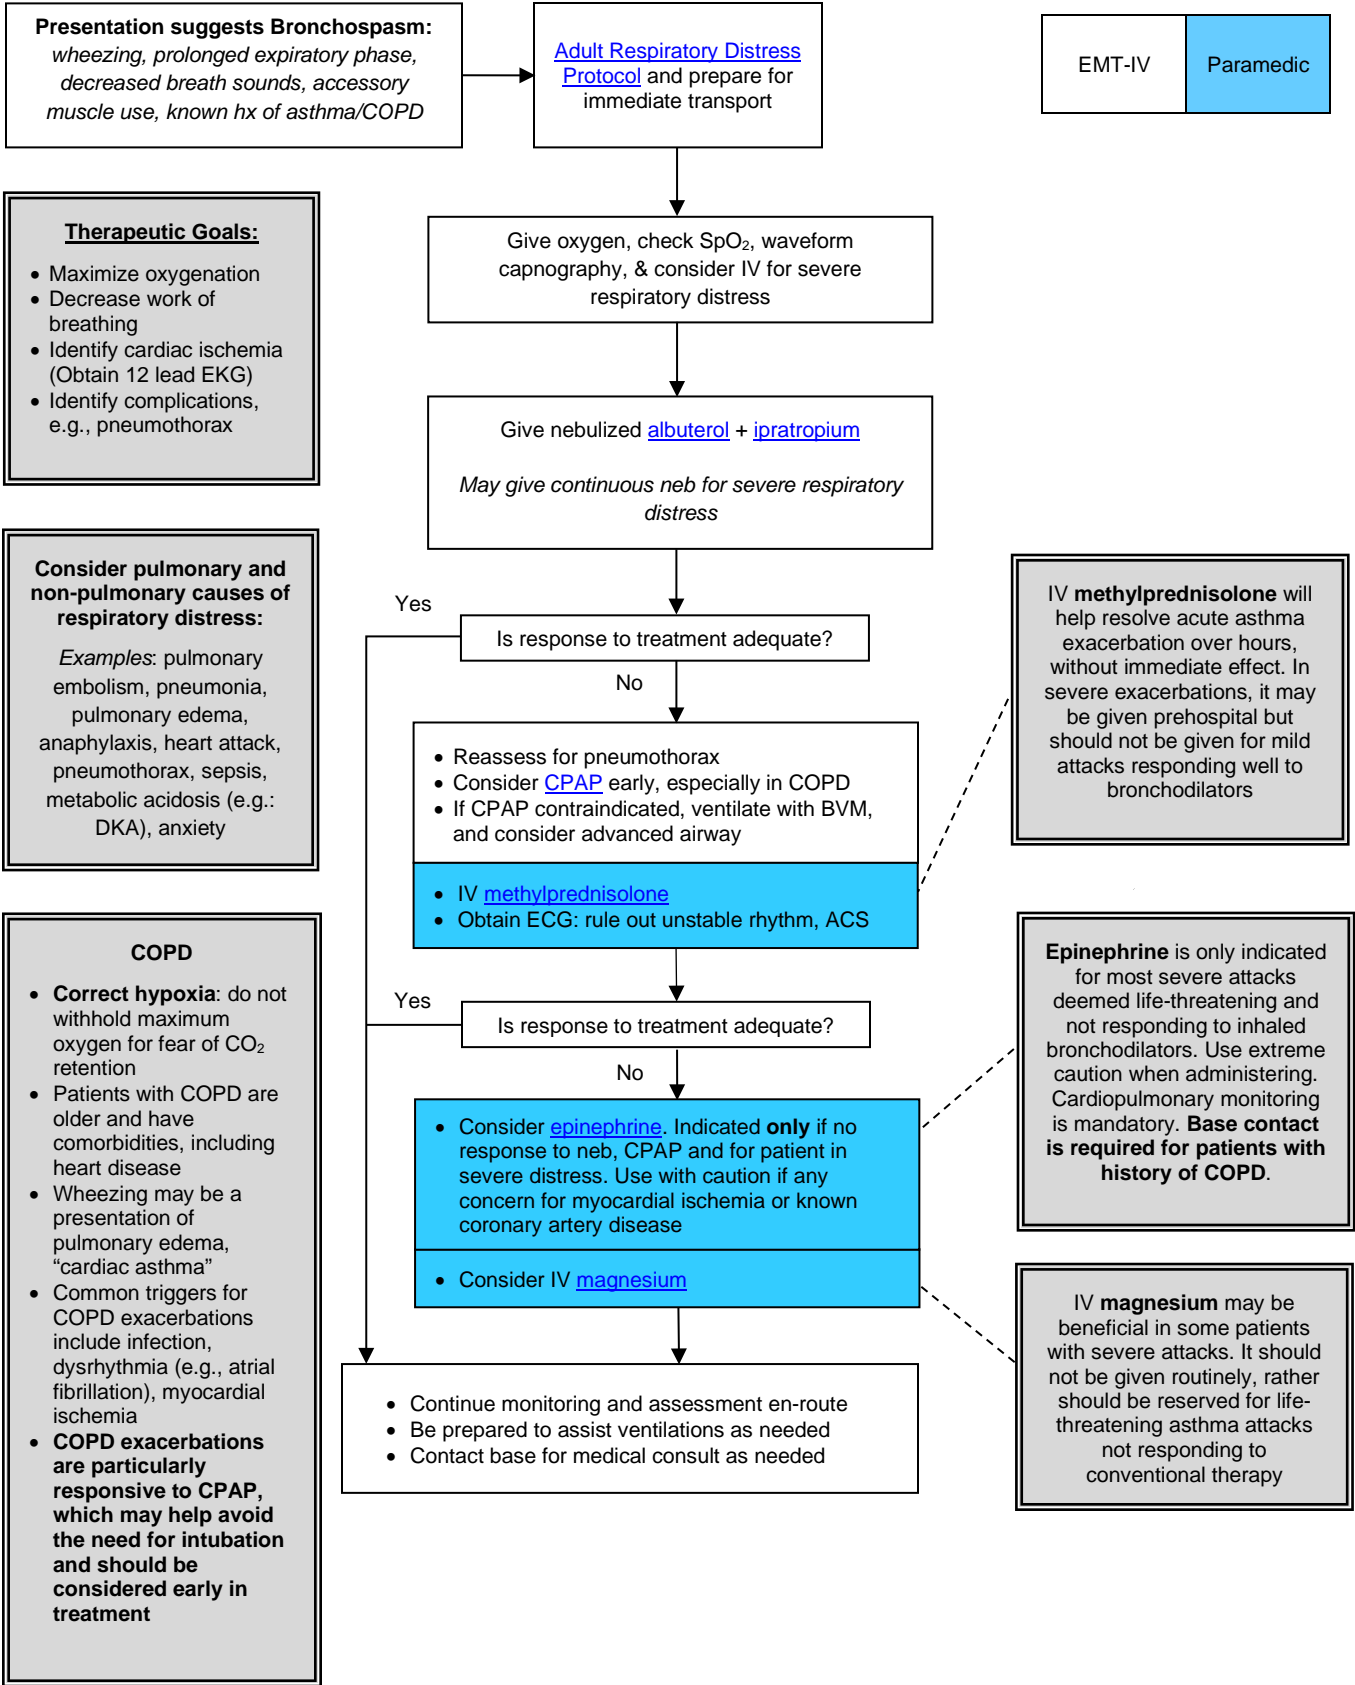 Presentation suggests Bronchospasm:
wheezing, prolonged expiratory phase,
decreased breath sounds, accessory
muscle use, known hx of asthma/COPD
Adult Respiratory Distress
Protocol and prepare for
immediate transport
EMT-IV
Paramedic
Therapeutic Goals:
• Maximize oxygenation
• Decrease work of
breathing
• Identify cardiac ischemia
(Obtain 12 lead EKG)
• Identify complications,
e.g., pneumothorax
Give oxygen, check SpO₂, waveform
capnography, & consider IV for severe
respiratory distress
Give nebulized albuterol + ipratropium
May give continuous neb for severe respiratory
distress
Consider pulmonary and
non-pulmonary causes of
respiratory distress:
Examples: pulmonary
embolism, pneumonia,
pulmonary edema,
anaphylaxis, heart attack,
pneumothorax, sepsis,
metabolic acidosis (e.g.:
DKA), anxiety
Yes
Is response to treatment adequate?
No
• Reassess for pneumothorax
• Consider CPAP early, especially in COPD
• If CPAP contraindicated, ventilate with BVM,
and consider advanced airway
• IV methylprednisolone
• Obtain ECG: rule out unstable rhythm, ACS
IV methylprednisolone will
help resolve acute asthma
exacerbation over hours,
without immediate effect. In
severe exacerbations, it may
be given prehospital but
should not be given for mild
attacks responding well to
bronchodilators
Yes
Is response to treatment adequate?
No
• Consider epinephrine. Indicated only if no
response to neb, CPAP and for patient in
severe distress. Use with caution if any
concern for myocardial ischemia or known
coronary artery disease
• Consider IV magnesium
Epinephrine is only indicated
for most severe attacks
deemed life-threatening and
not responding to inhaled
bronchodilators. Use extreme
caution when administering.
Cardiopulmonary monitoring
is mandatory. Base contact
is required for patients with
history of COPD.
IV magnesium may be
beneficial in some patients
with severe attacks. It should
not be given routinely, rather
should be reserved for life-
threatening asthma attacks
not responding to
conventional therapy
COPD
• Correct hypoxia: do not
withhold maximum
oxygen for fear of CO₂
retention
• Patients with COPD are
older and have
comorbidities, including
heart disease
• Wheezing may be a
presentation of
pulmonary edema,
“cardiac asthma”
• Common triggers for
COPD exacerbations
include infection,
dysrhythmia (e.g., atrial
fibrillation), myocardial
ischemia
• COPD exacerbations
are particularly
responsive to CPAP,
which may help avoid
the need for intubation
and should be
considered early in
treatment
• Continue monitoring and assessment en-route
• Be prepared to assist ventilations as needed
• Contact base for medical consult as needed